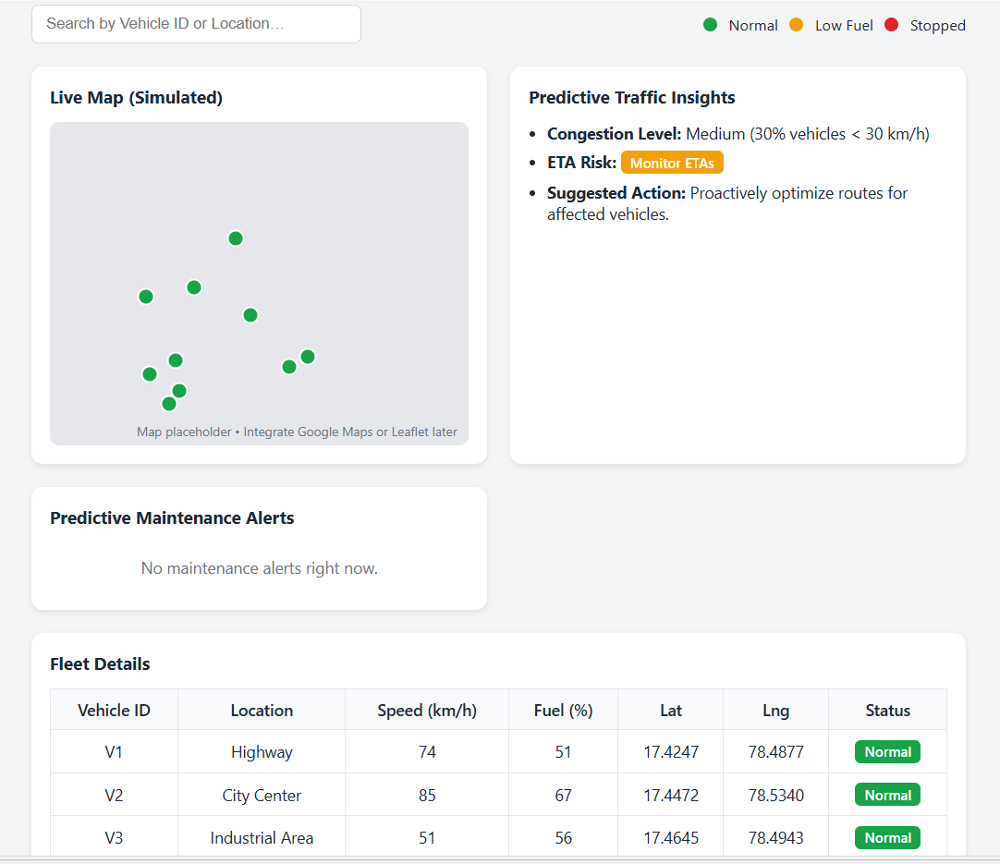 Search by Vehicle ID or Location…
Normal Low Fuel Stopped
Live Map (Simulated)
Map placeholder • Integrate Google Maps or Leaflet later
Predictive Traffic Insights
• Congestion Level: Medium (30% vehicles < 30 km/h)
• ETA Risk: Monitor ETAs
• Suggested Action: Proactively optimize routes for
affected vehicles.
Predictive Maintenance Alerts
No maintenance alerts right now.
Fleet Details
Vehicle ID Location Speed (km/h) Fuel (%) Lat Lng Status
V1 Highway 74 51 17.4247 78.4877 Normal
V2 City Center 85 67 17.4472 78.5340 Normal
V3 Industrial Area 51 56 17.4645 78.4943 Normal